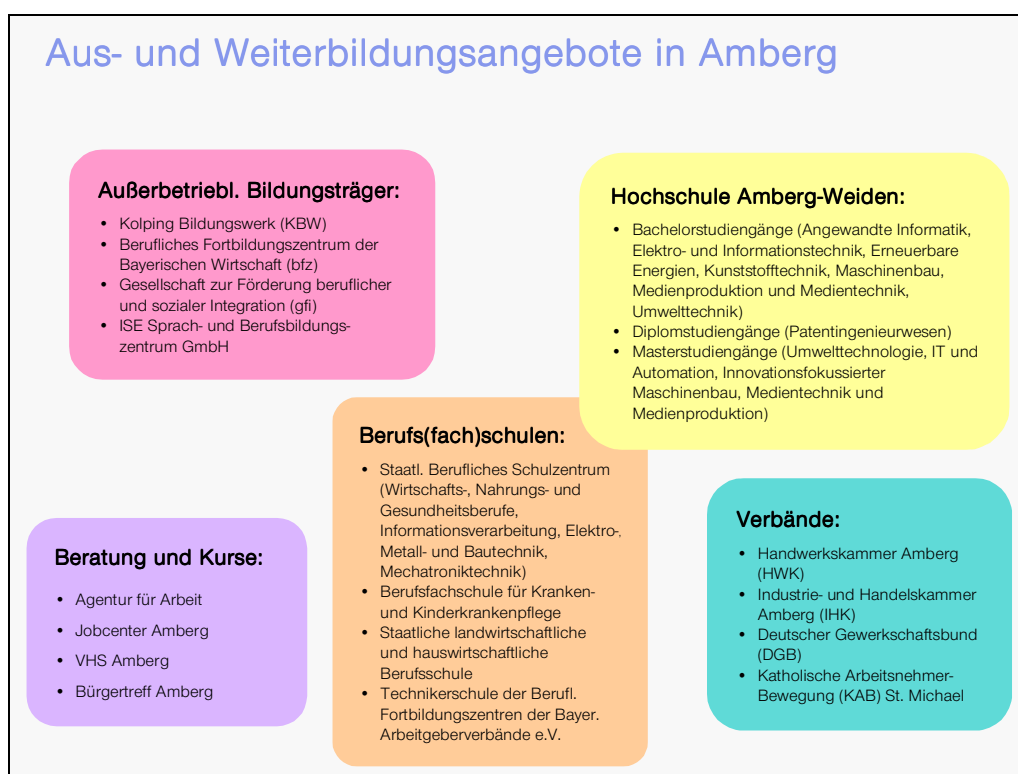 Aus- und Weiterbildungsangebote in Amberg
Außerbetriebl. Bildungsträger:
• Kolping Bildungswerk (KBW)
• Berufliches Fortbildungszentrum der
Bayerischen Wirtschaft (bfz)
• Gesellschaft zur Förderung beruflicher
und sozialer Integration (gfi)
• ISE Sprach- und Berufsbildungs-
zentrum GmbH
Hochschule Amberg-Weiden:
• Bachelorstudiengänge (Angewandte Informatik,
Elektro- und Informationstechnik, Erneuerbare
Energien, Kunststofftechnik, Maschinenbau,
Medienproduktion und Medientechnik,
Umwelttechnik)
• Diplomstudiengänge (Patentingenieurwesen)
• Masterstudiengänge (Umwelttechnologie, IT und
Automation, Innovationsfokussierter
Maschinenbau, Medientechnik und
Medienproduktion)
Berufs(fach)schulen:
• Staatl. Berufliches Schulzentrum
(Wirtschafts-, Nahrungs- und
Gesundheitsberufe,
Informationsverarbeitung, Elektro-,
Metall- und Bautechnik,
Mechatroniktechnik)
• Berufsfachschule für Kranken-
und Kinderkrankenpflege
• Staatliche landwirtschaftliche
und hauswirtschaftliche
Berufsschule
• Technikerschule der Berufl.
Fortbildungszentren der Bayer.
Arbeitgeberverbände e.V.
Beratung und Kurse:
• Agentur für Arbeit
• Jobcenter Amberg
• VHS Amberg
• Bürgertreff Amberg
Verbände:
• Handwerkskammer Amberg
(HWK)
• Industrie- und Handelskammer
Amberg (IHK)
• Deutscher Gewerkschaftsbund
(DGB)
• Katholische Arbeitsnehmer-
Bewegung (KAB) St. Michael